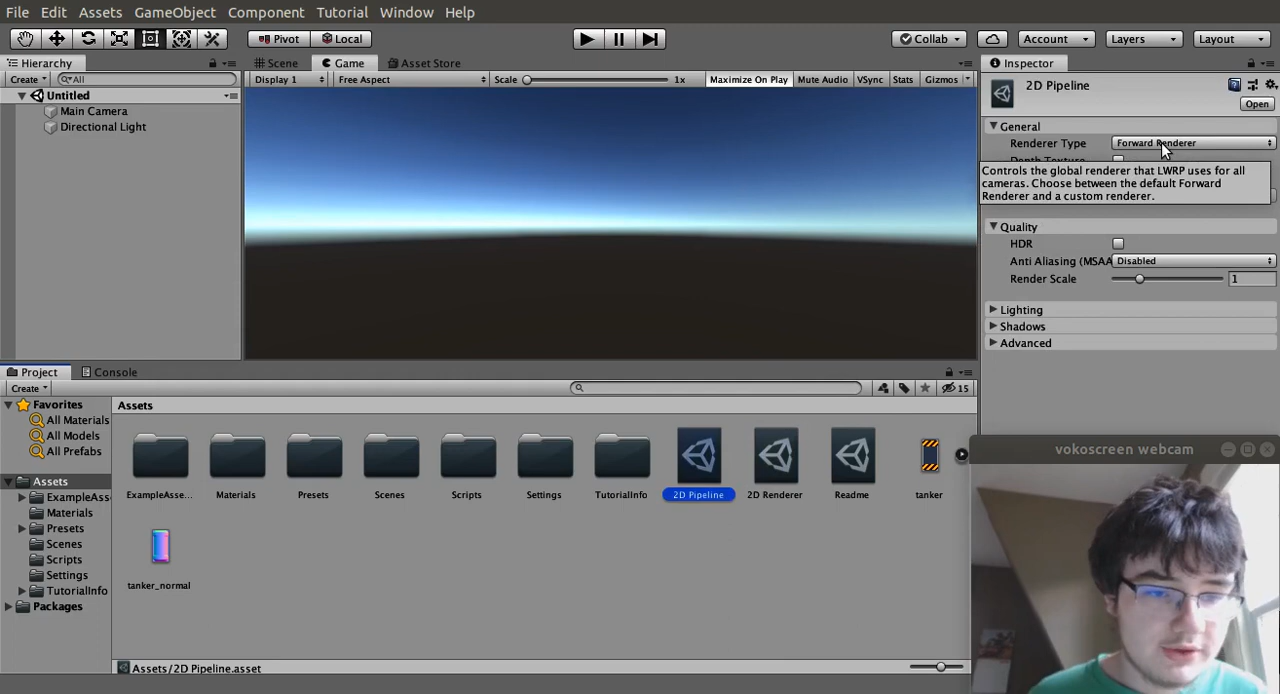 File Edit Assets GameObject Component Tutorial Window Help
Pivot Local Collab Account Layers Layout
Hierarchy Scene Game Asset Store Inspector
Create All Display 1 Free Aspect Scale 1x Maximize On Play Mute Audio VSync Stats Gizmos
2D Pipeline
Open
Untitled
Main Camera
Directional Light
General
Renderer Type Forward Renderer
Depth Texture
Controls the global renderer that LWRP uses for all
cameras. Choose between the default Forward
Renderer and a custom renderer.
Quality
HDR
Anti Aliasing (MSAA Disabled
Render Scale 1
Lighting
Shadows
Advanced
Project Console
Create 15
Favorites
All Materials
All Models
All Prefabs
Assets
ExampleAss
Materials
Presets
Scenes
Scripts
Settings
TutorialInfo
Packages
Assets
ExampleAsse... Materials Presets Scenes Scripts Settings TutorialInfo 2D Pipeline 2D Renderer Readme tanker
tanker_normal
Assets/2D Pipeline.asset
vokoscreen webcam